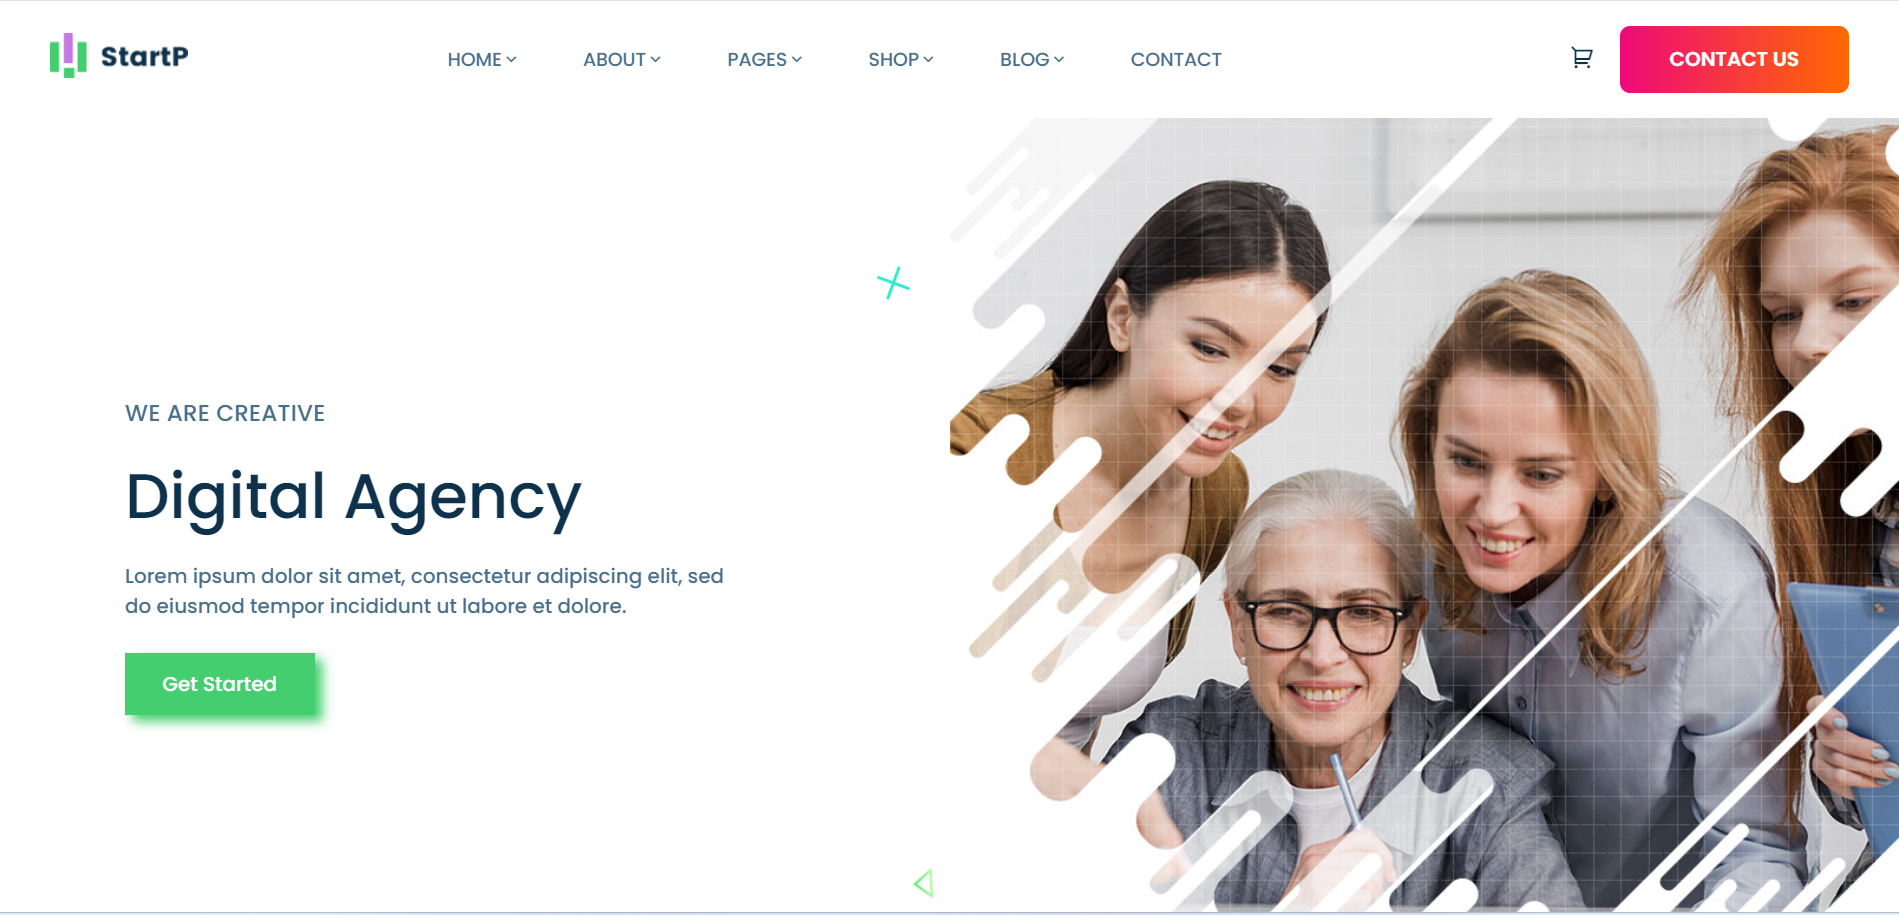 StartP
HOME
ABOUT
PAGES
SHOP
BLOG
CONTACT
CONTACT US
WE ARE CREATIVE
Digital Agency
Lorem ipsum dolor sit amet, consectetur adipiscing elit, sed
do eiusmod tempor incididunt ut labore et dolore.
Get Started